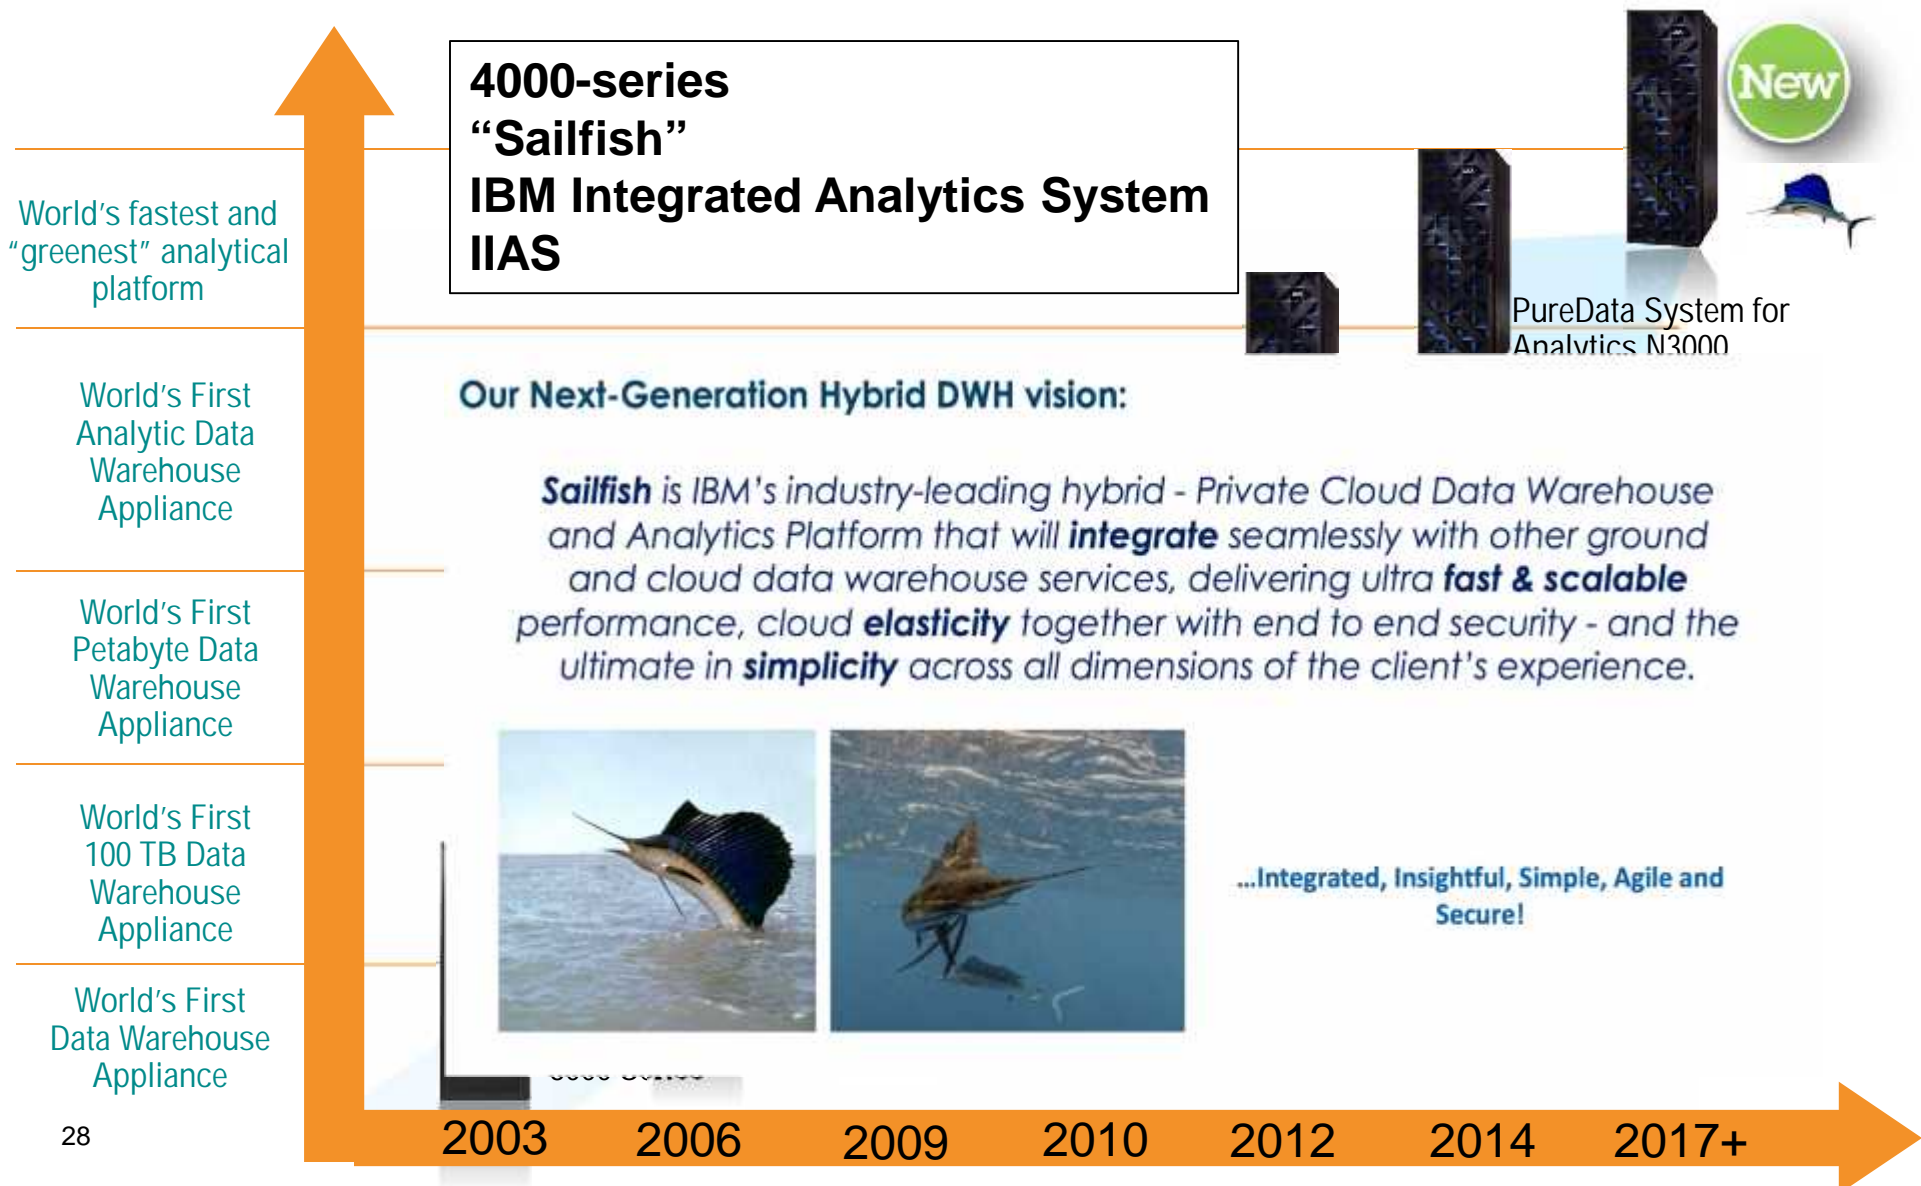 4000-series
“Sailfish”
IBM Integrated Analytics System
IIAS
New
World's fastest and
“greenest” analytical
platform
PureData System for
Analytics N3000
World's First
Analytic Data
Warehouse
Appliance
Our Next-Generation Hybrid DWH vision:
Sailfish is IBM's industry-leading hybrid - Private Cloud Data Warehouse
and Analytics Platform that will integrate seamlessly with other ground
and cloud data warehouse services, delivering ultra fast & scalable
performance, cloud elasticity together with end to end security - and the
ultimate in simplicity across all dimensions of the client's experience.
World's First
Petabyte Data
Warehouse
Appliance
World's First
100 TB Data
Warehouse
Appliance
...Integrated, Insightful, Simple, Agile and
Secure!
World's First
Data Warehouse
Appliance
28
2003 2006 2009 2010 2012 2014 2017+